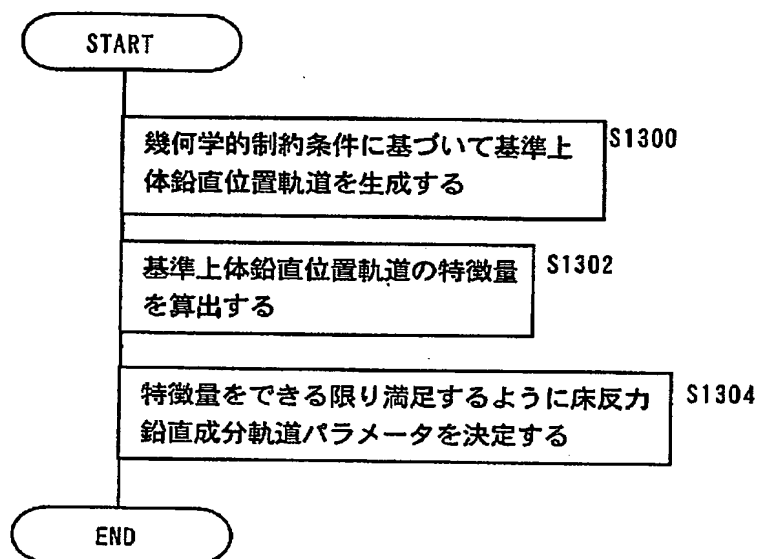 START
幾何学的制約条件に基づいて基準上
体鉛直位置軌道を生成する
S1300
基準上体鉛直位置軌道の特徴量
を算出する
S1302
特徴量をできる限り満足するように床反力
鉛直成分軌道パラメータを決定する
S1304
END